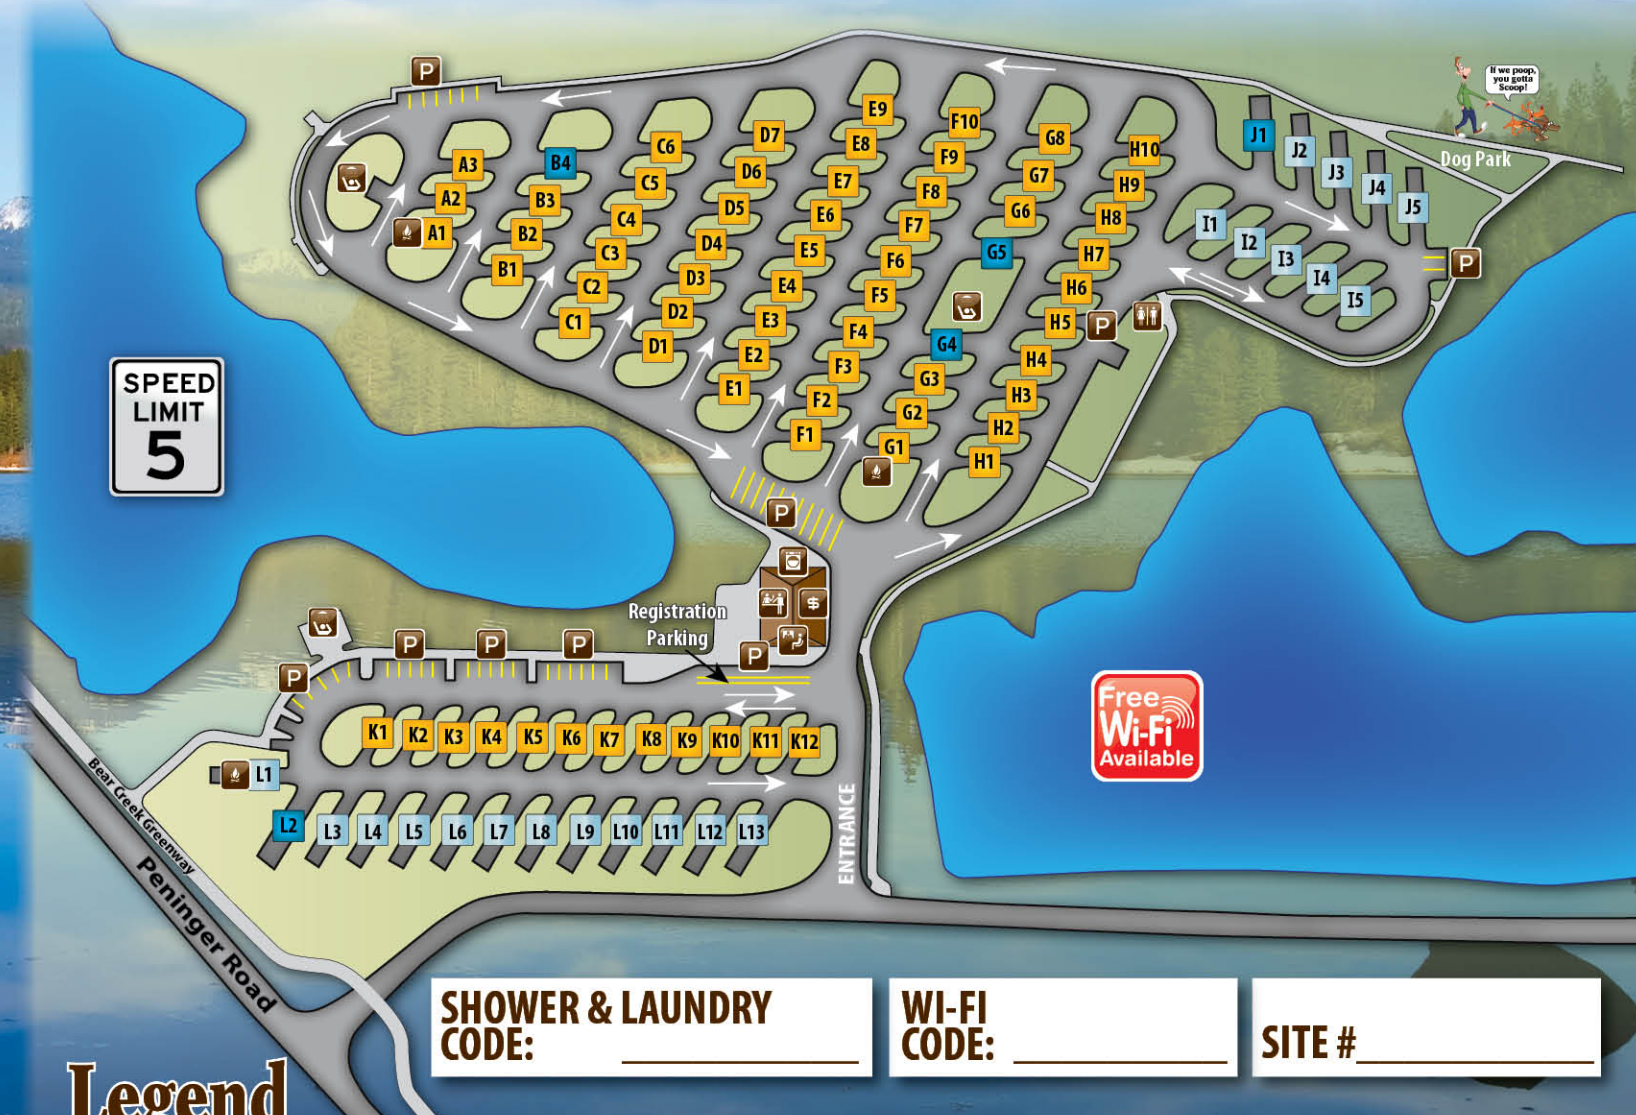 P
If we poop,
you gotta
Scoop!
Dog Park
A3
A2
A1
B4
B3
B2
B1
C6
C5
C4
C3
C2
C1
D7
D6
D5
D4
D3
D2
D1
E9
E8
E7
E6
E5
E4
E3
E2
E1
F10
F9
F8
F7
F6
F5
F4
F3
F2
F1
G8
G7
G6
G5
G4
G3
G2
G1
H10
H9
H8
H7
H6
H5
H4
H3
H2
H1
P
J1
J2
J3
J4
J5
I1
I2
I3
I4
I5
P
SPEED
LIMIT
5
P
$
Registration
Parking
P
P
P
P
P
K1
K2
K3
K4
K5
K6
K7
K8
K9
K10
K11
K12
L1
L2
L3
L4
L5
L6
L7
L8
L9
L10
L11
L12
L13
ENTRANCE
Free
Wi-Fi
Available
Bear Creek Greenway
Peninger Road
SHOWER & LAUNDRY
CODE:
WI-FI
CODE:
SITE #
Legend